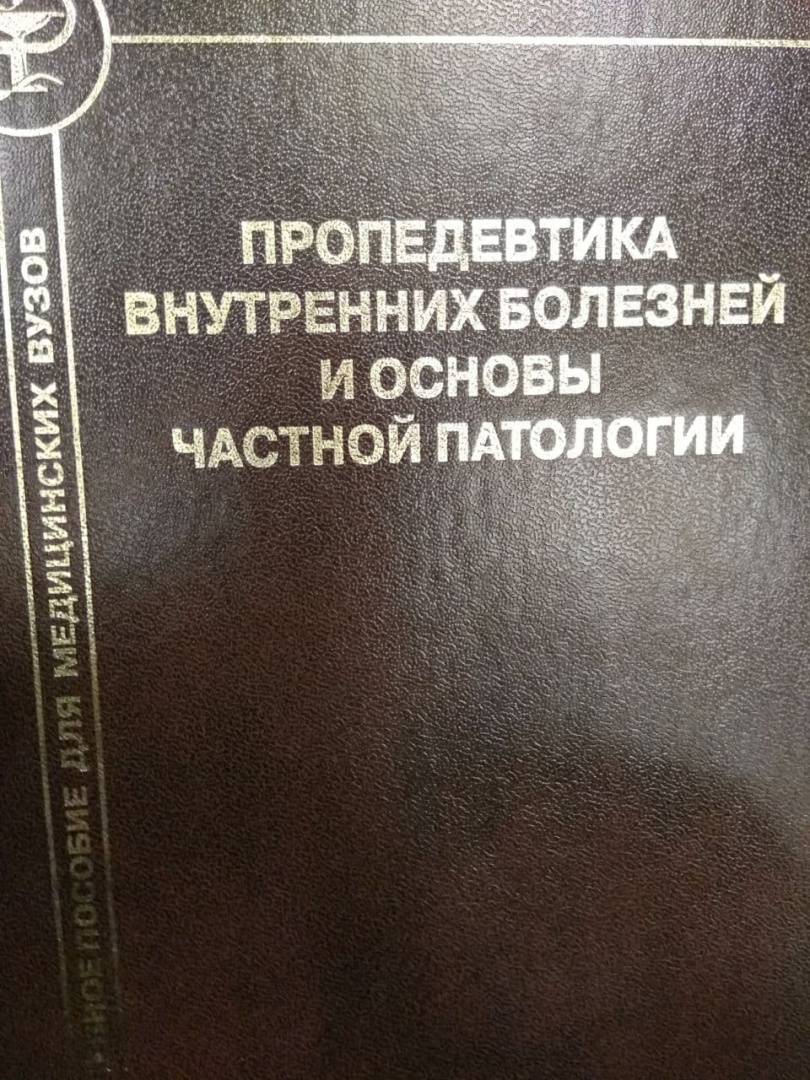 ПРОПЕДЕВТИКА
ВНУТРЕННИХ БОЛЕЗНЕЙ
И ОСНОВЫ
ЧАСТНОЙ ПАТОЛОГИИ
ПОСОБИЕ ДЛЯ МЕДИЦИНСКИХ ВУЗОВ